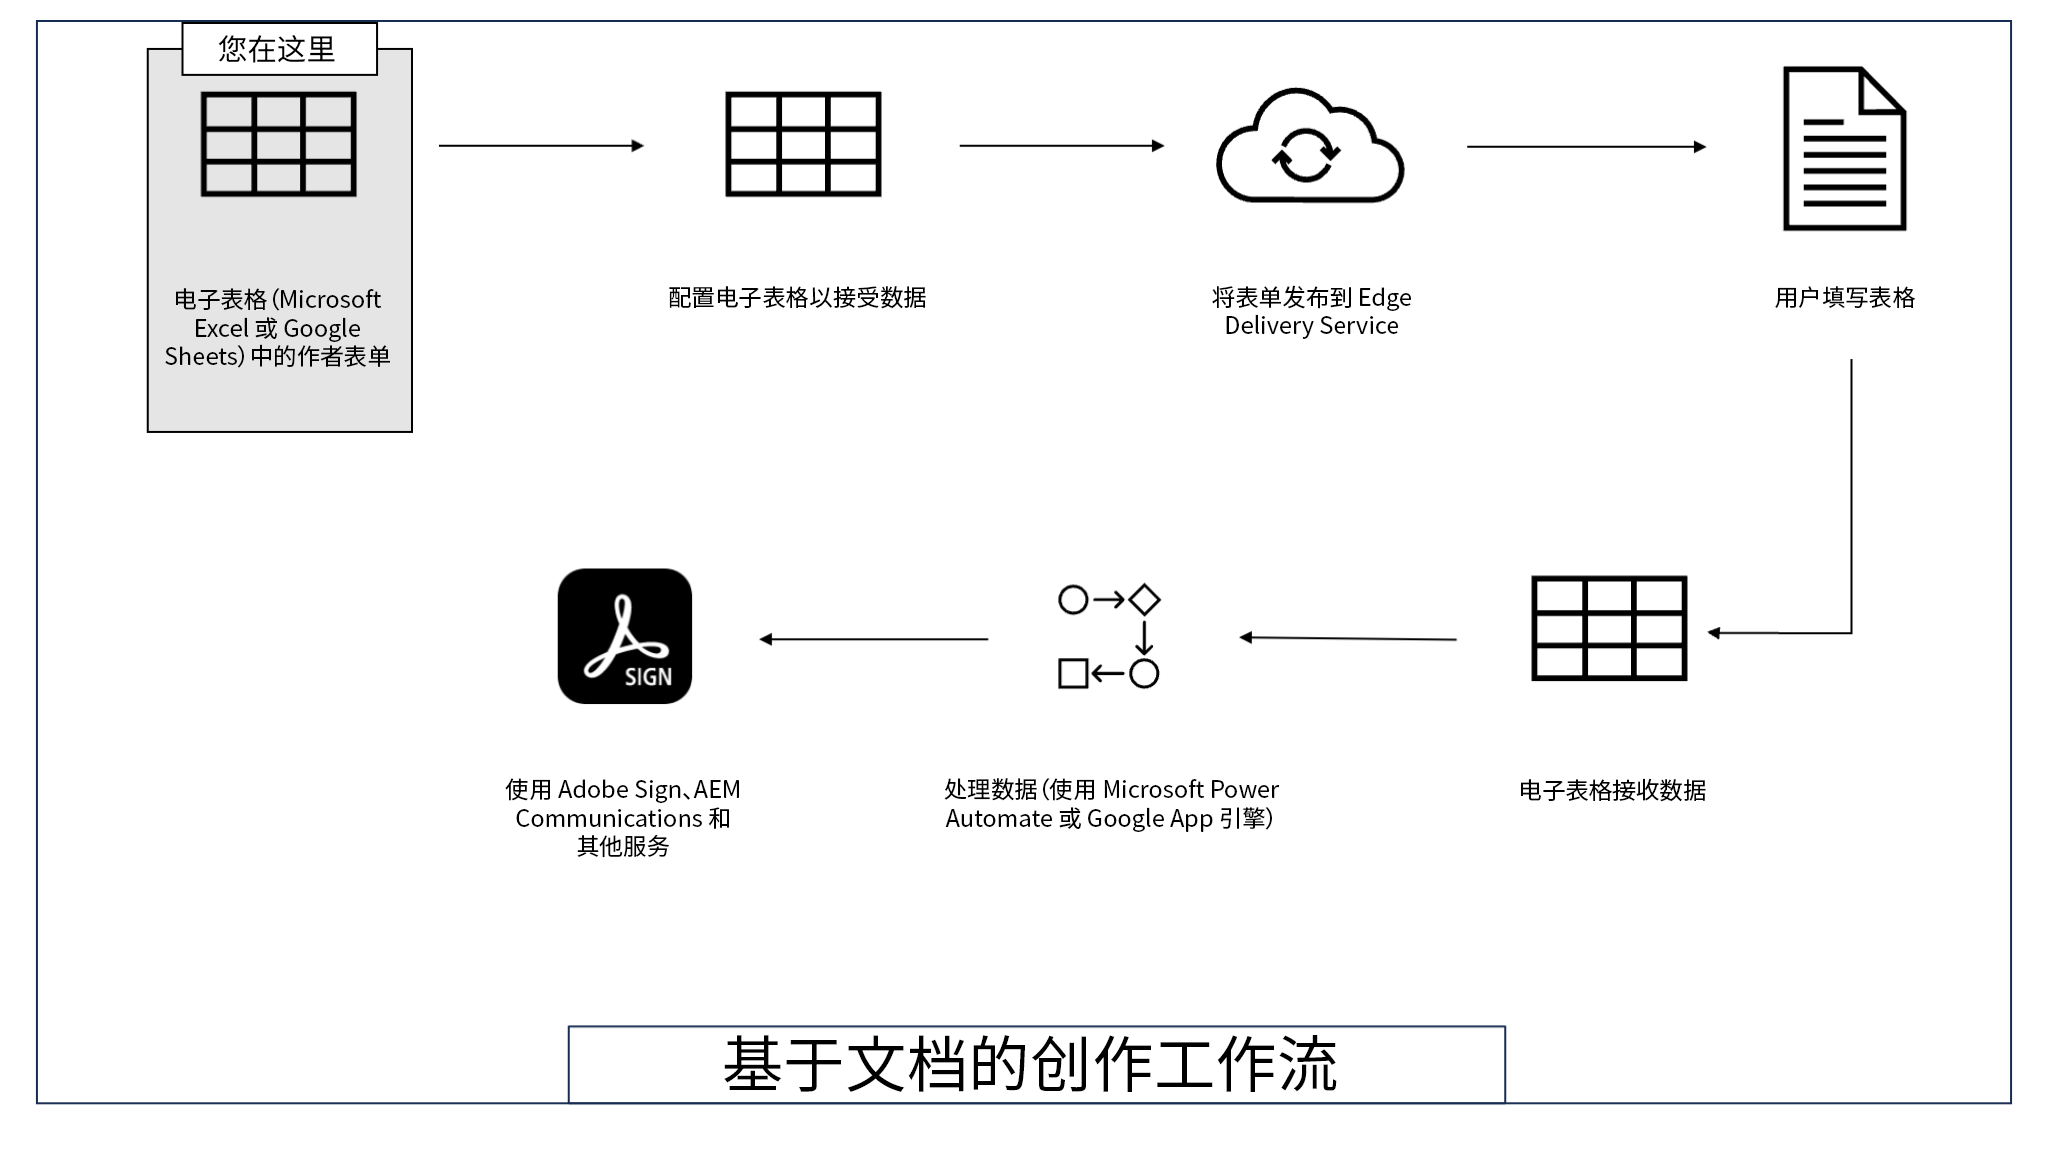 您在这里
电子表格（Microsoft
Excel 或 Google
Sheets）中的作者表单
配置电子表格以接受数据
将表单发布到 Edge
Delivery Service
用户填写表格
SIGN
使用 Adobe Sign、AEM
Communications 和
其他服务
处理数据（使用 Microsoft Power
Automate 或 Google App 引擎）
电子表格接收数据
基于文档的创作工作流